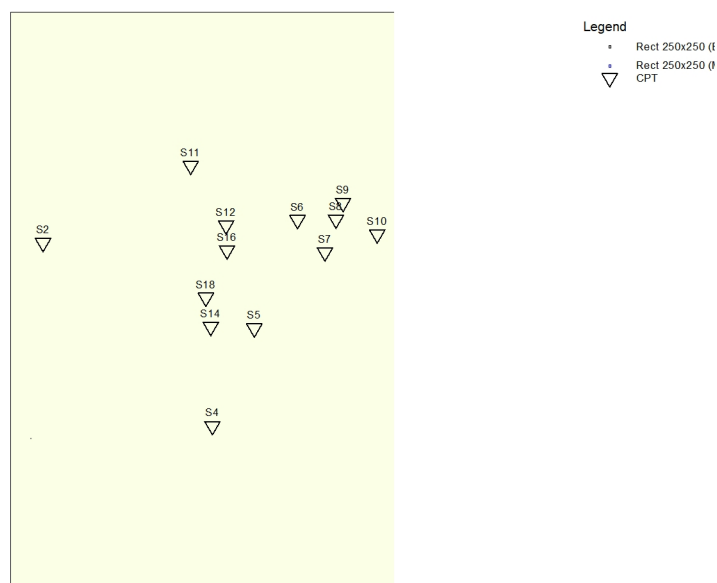 Legend
Rect 250x250 (
Rect 250x250 (
CPT
S11
S9
S6
S8
S12
S10
S2
S16
S7
S18
S14
S5
S4